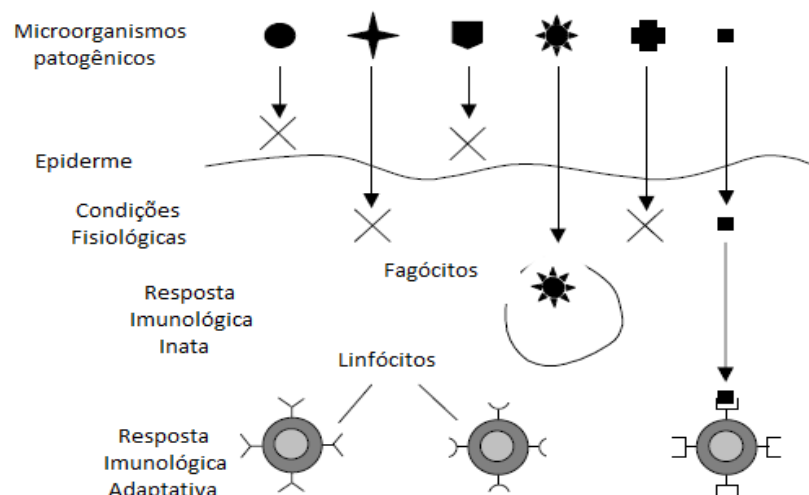 Microorganismos
patogênicos
Epiderme
Condições
Fisiológicas
Fagócitos
Resposta
Imunológica
Inata
Linfócitos
Resposta
Imunológica
Adaptativa